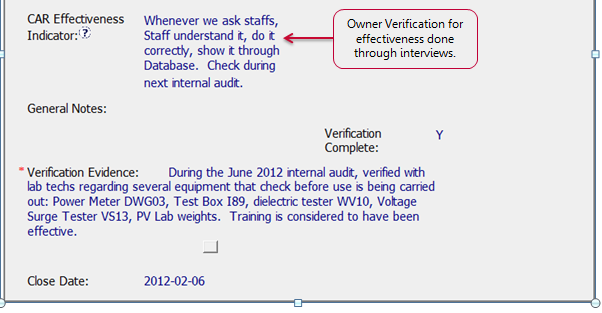 CAR Effectiveness
Indicator:?
Whenever we ask staffs,
Staff understand it, do it
correctly, show it through
Database. Check during
next internal audit.
Owner Verification for
effectiveness done
through interviews.
General Notes:
Verification
Complete:
Y
* Verification Evidence: During the June 2012 internal audit, verified with
lab techs regarding several equipment that check before use is being carried
out: Power Meter DWG03, Test Box I89, dielectric tester WV10, Voltage
Surge Tester VS13, PV Lab weights. Training is considered to have been
effective.
Close Date: 2012-02-06